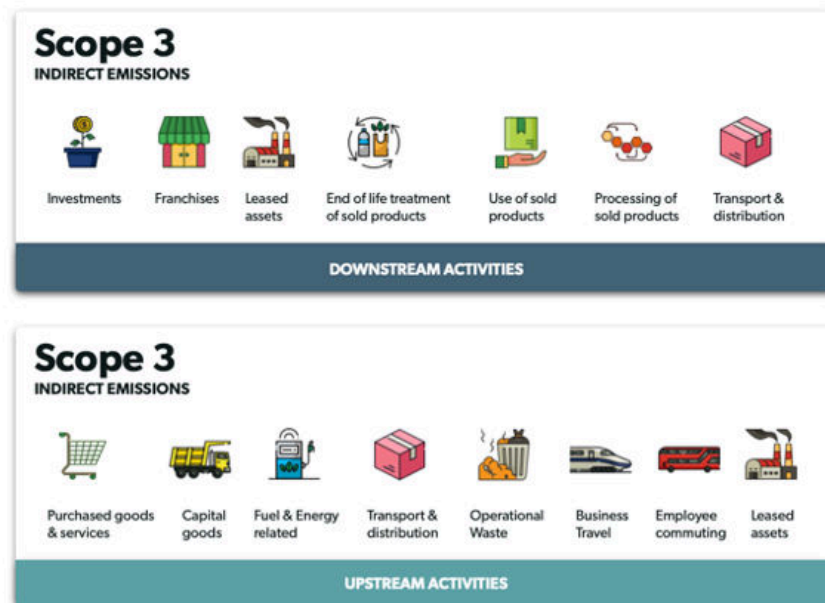 Scope 3
INDIRECT EMISSIONS
Investments
Franchises
Leased
assets
End of life treatment
of sold products
Use of sold
products
Processing of
sold products
Transport &
distribution
DOWNSTREAM ACTIVITIES
Scope 3
INDIRECT EMISSIONS
Purchased goods
& services
Capital
goods
Fuel & Energy
related
Transport &
distribution
Operational
Waste
Business
Travel
Employee
commuting
Leased
assets
UPSTREAM ACTIVITIES